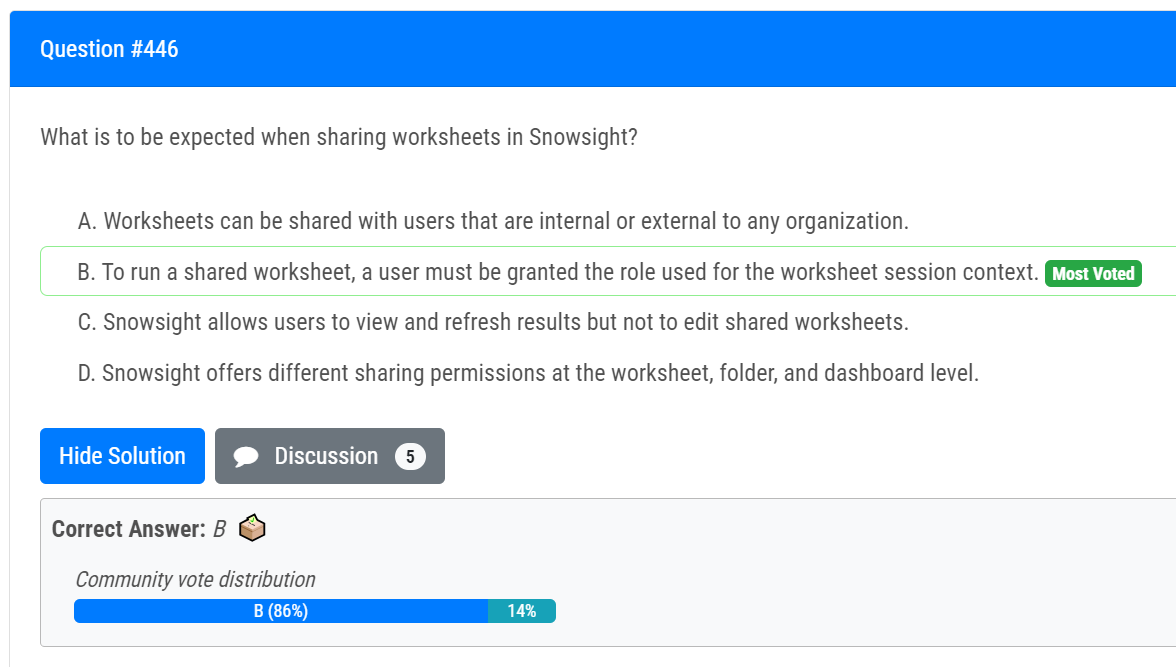 Question #446
What is to be expected when sharing worksheets in Snowsight?
A. Worksheets can be shared with users that are internal or external to any organization.
B. To run a shared worksheet, a user must be granted the role used for the worksheet session context. Most Voted
C. Snowsight allows users to view and refresh results but not to edit shared worksheets.
D. Snowsight offers different sharing permissions at the worksheet, folder, and dashboard level.
Hide Solution Discussion 5
Correct Answer: B
Community vote distribution
B (86%) 14%